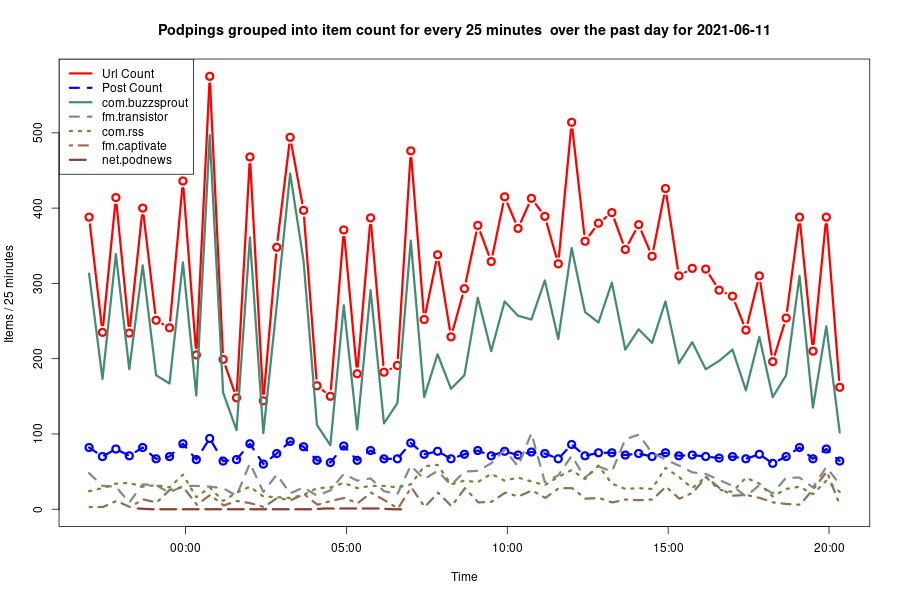 Podpings grouped into item count for every 25 minutes  over the past day for 2021-06-11
Url Count
Post Count
com.buzzsprout
fm.transistor
com.rss
fm.captivate
net.podnews
Items / 25 minutes
500
400
300
200
100
0
00:00 05:00 10:00 15:00 20:00
Time